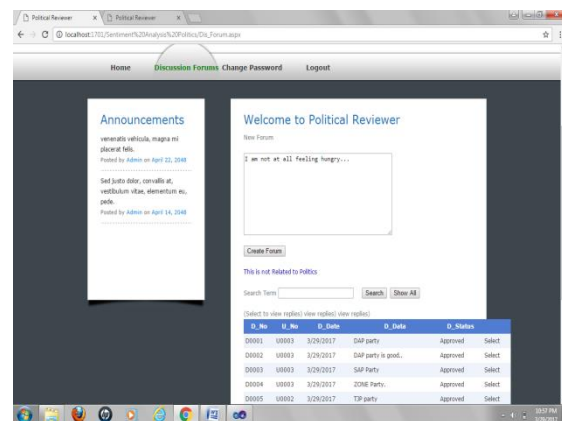 Political Reviewer
Political Reviewer
localhost:1701/Sentiment%20Analysis%20Politics/Do_Forum.aspx
Home Discussion Forums Change Password Logout
Announcements
venenatis vehicula, magna mi
placerat felis.
Posted by Admin on April 22, 2048
Sed justo dolor, convallis at,
vestibulum vitae, elementum eu,
pede.
Posted by Admin on April 14, 2048
Welcome to Political Reviewer
New Forum
I am not at all feeling hungry...
Create Forum
This is not Related to Politics
Search Term Search Show All
(Select to view replies) view replies) view replies)
D_No U_No D_Date D_Data D_Status
D0001 U0003 3/29/2017 DAP party Approved Select
D0002 U0003 3/29/2017 DAP party is good.. Approved Select
D0003 U0003 3/29/2017 SAP Party Approved Select
D0004 U0003 3/29/2017 ZONE Party. Approved Select
D0005 U0002 3/29/2017 TJP party Approved Select
10:57 PM
3/29/2017